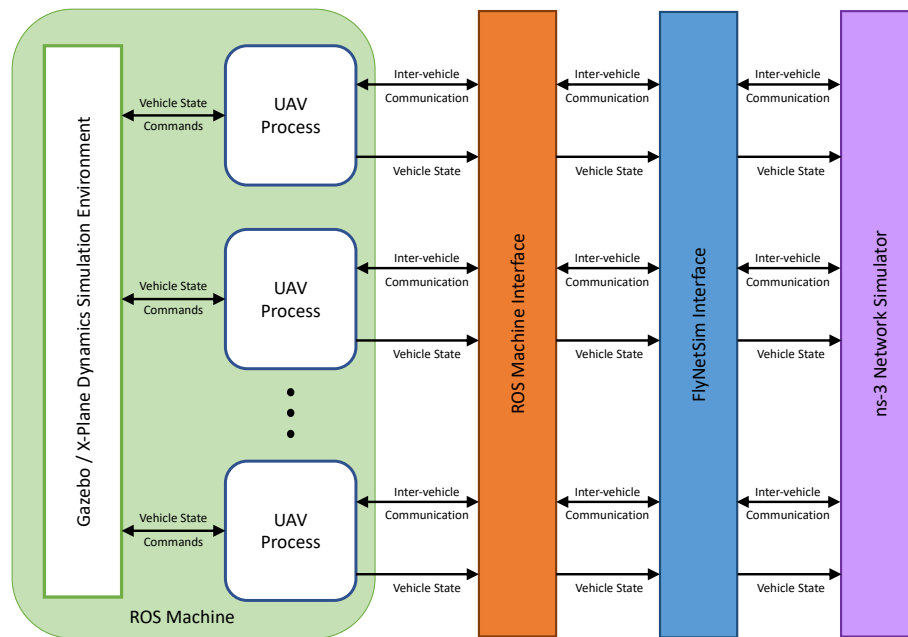 Gazebo / X-Plane Dynamics Simulation Environment
Vehicle State
Commands
UAV
Process
Inter-vehicle
Communication
Vehicle State
Inter-vehicle
Communication
Vehicle State
Inter-vehicle
Communication
Vehicle State
Vehicle State
Commands
UAV
Process
Inter-vehicle
Communication
Vehicle State
Inter-vehicle
Communication
Vehicle State
Inter-vehicle
Communication
Vehicle State
Vehicle State
Commands
UAV
Process
Inter-vehicle
Communication
Vehicle State
Inter-vehicle
Communication
Vehicle State
Inter-vehicle
Communication
Vehicle State
ROS Machine
ROS Machine Interface
FlyNetSim Interface
ns-3 Network Simulator